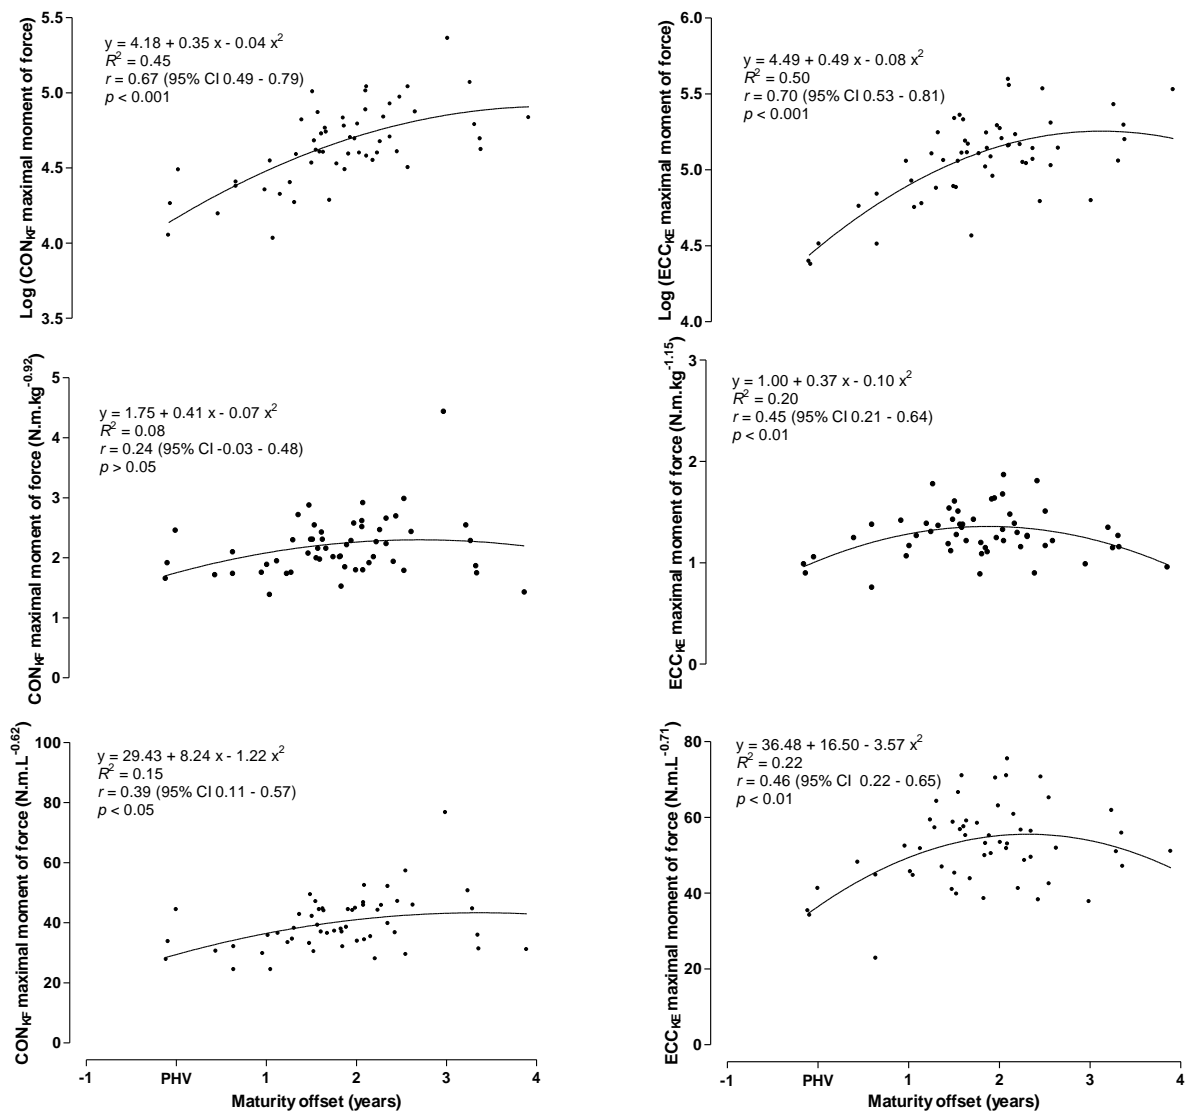 Log (CONKF maximal moment of force)
5.5
5.0
4.5
4.0
3.5
y = 4.18 + 0.35 x - 0.04 x²
R² = 0.45
r = 0.67 (95% CI 0.49 - 0.79)
p < 0.001
Log (ECCKE maximal moment of force)
6.0
5.5
5.0
4.5
4.0
y = 4.49 + 0.49 x - 0.08 x²
R² = 0.50
r = 0.70 (95% CI 0.53 - 0.81)
p < 0.001
CONKF maximal moment of force (N.m.kg-0.92)
5
4
3
2
1
0
y = 1.75 + 0.41 x - 0.07 x²
R² = 0.08
r = 0.24 (95% CI -0.03 - 0.48)
p > 0.05
ECCKE maximal moment of force (N.m.kg-1.15)
3
2
1
0
y = 1.00 + 0.37 x - 0.10 x²
R² = 0.20
r = 0.45 (95% CI 0.21 - 0.64)
p < 0.01
CONKF maximal moment of force (N.m.L-0.62)
100
80
60
40
20
0
y = 29.43 + 8.24 x - 1.22 x²
R² = 0.15
r = 0.39 (95% CI 0.11 - 0.57)
p < 0.05
-1 PHV 1 2 3 4
Maturity offset (years)
ECCKE maximal moment of force (N.m.L-0.71)
80
60
40
20
0
y = 36.48 + 16.50 - 3.57 x²
R² = 0.22
r = 0.46 (95% CI 0.22 - 0.65)
p < 0.01
-1 PHV 1 2 3 4
Maturity offset (years)